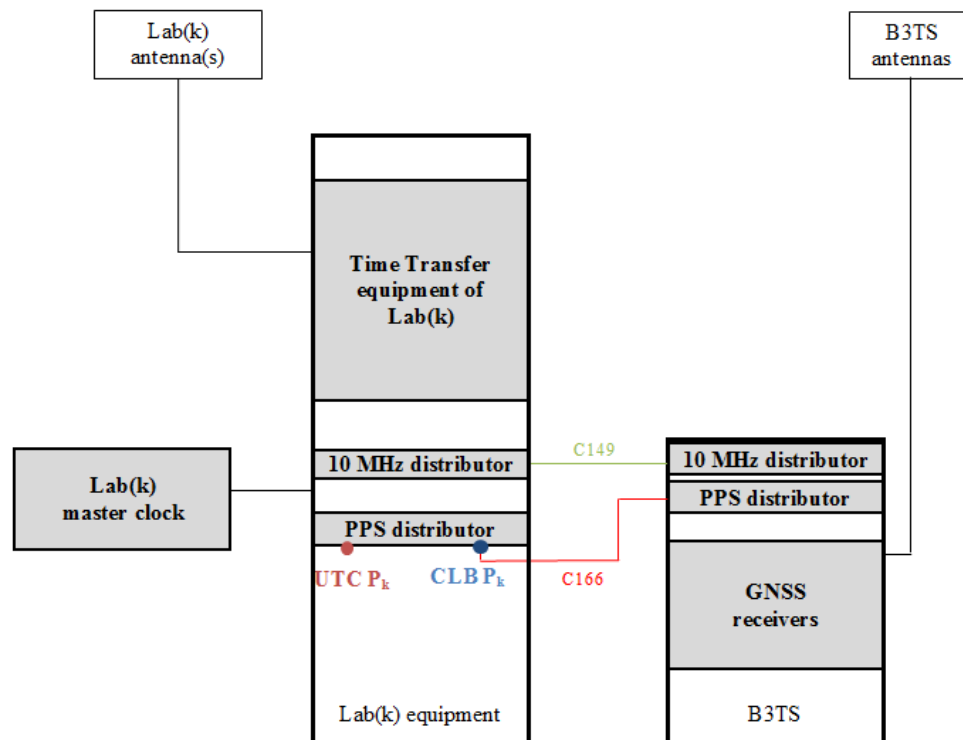 Lab(k)
antenna(s)
B3TS
antennas
Time Transfer
equipment of
Lab(k)
C149
10 MHz distributor
10 MHz distributor
Lab(k)
master clock
PPS distributor
PPS distributor
UTC Pk
CLB Pk
C166
GNSS
receivers
Lab(k) equipment
B3TS